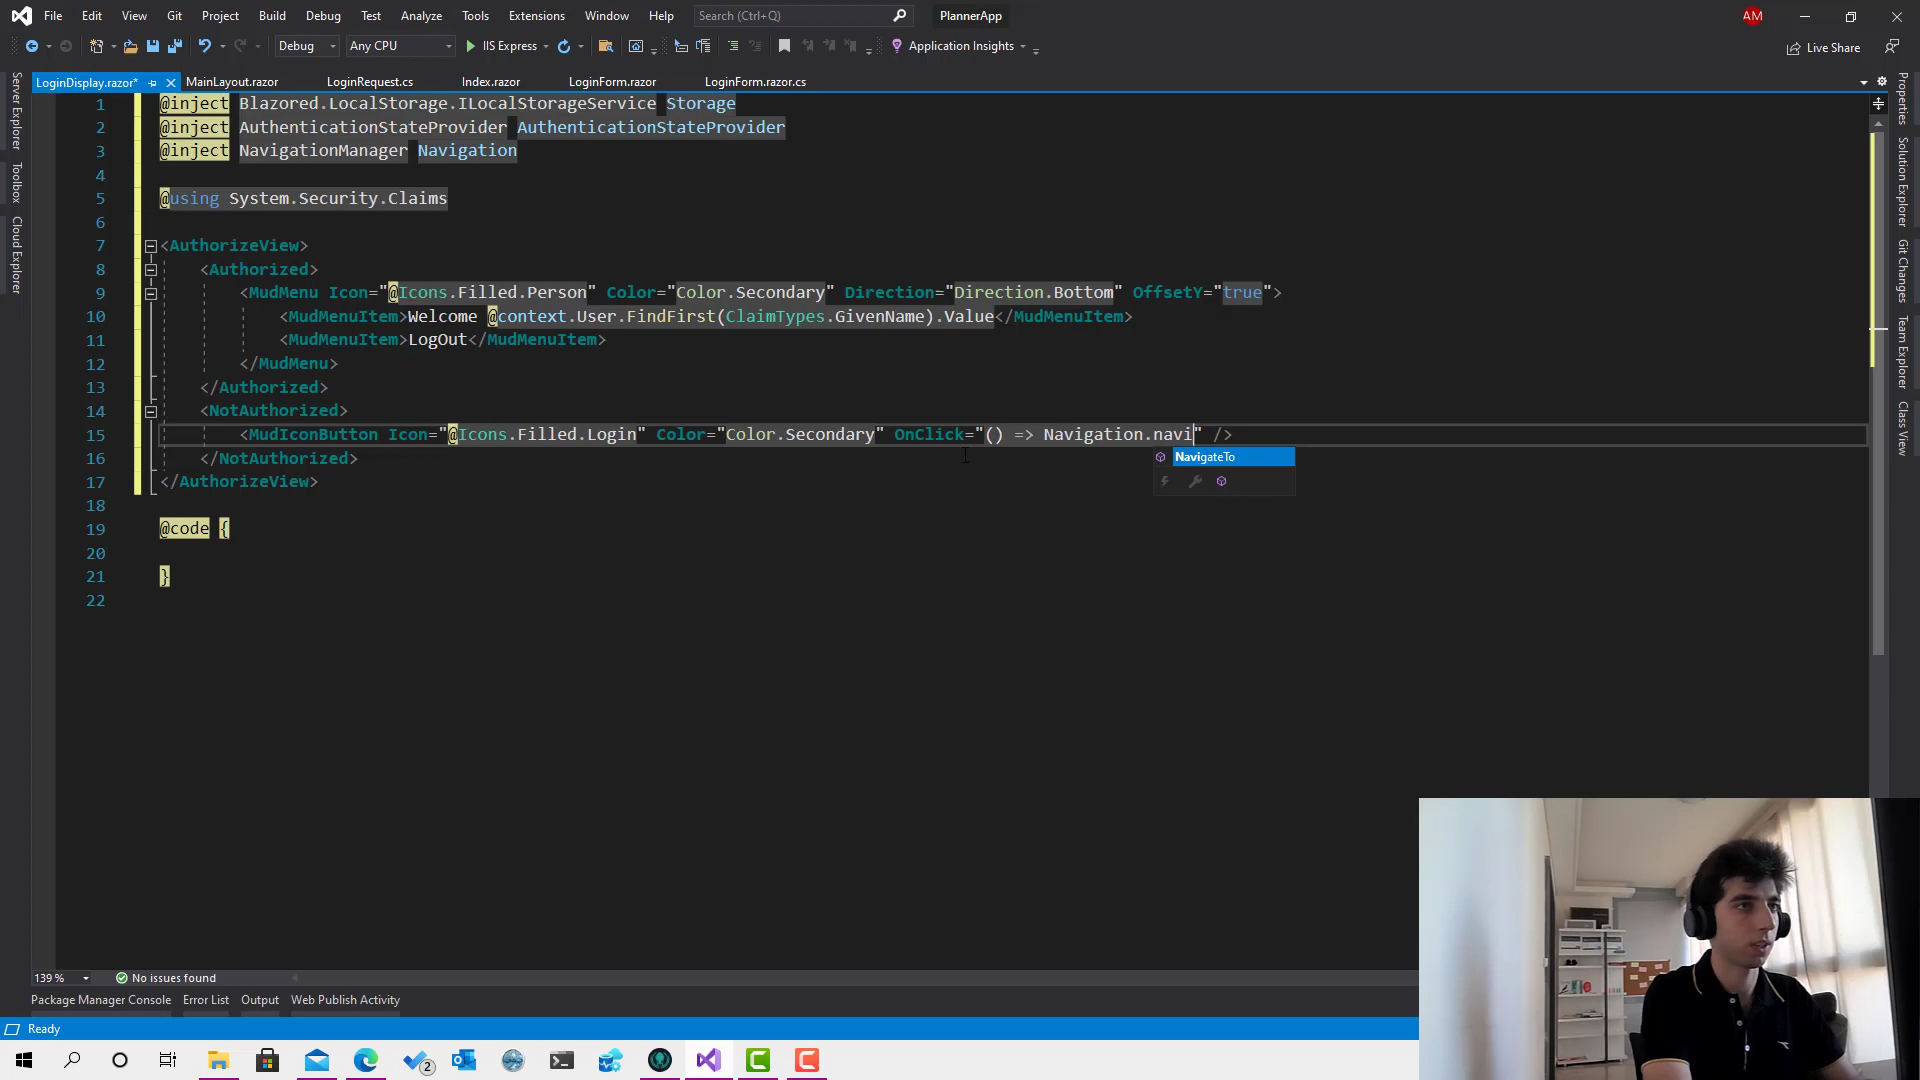 File Edit View Git Project Build Debug Test Analyze Tools Extensions Window Help Search (Ctrl+Q) PlannerApp AM
Debug Any CPU IIS Express Application Insights Live Share
LoginDisplay.razor* MainLayout.razor LoginRequest.cs Index.razor LoginForm.razor LoginForm.razor.cs
Server Explorer
Toolbox
Cloud Explorer
1 @inject Blazored.LocalStorage.ILocalStorageService Storage
2 @inject AuthenticationStateProvider AuthenticationStateProvider
3 @inject NavigationManager Navigation
4
5 @using System.Security.Claims
6
7 <AuthorizeView>
8 <Authorized>
9 <MudMenu Icon="@Icons.Filled.Person" Color="Color.Secondary" Direction="Direction.Bottom" OffsetY="true">
10 <MudMenuItem>Welcome @context.User.FindFirst(ClaimTypes.GivenName).Value</MudMenuItem>
11 <MudMenuItem>LogOut</MudMenuItem>
12 </MudMenu>
13 </Authorized>
14 <NotAuthorized>
15 <MudIconButton Icon="@Icons.Filled.Login" Color="Color.Secondary" OnClick="() => Navigation.navi" />
NavigateTo
16 </NotAuthorized>
17 </AuthorizeView>
18
19 @code {
20
21 }
22
Properties
Solution Explorer
Git Changes
Team Explorer
Class View
139 % No issues found
Package Manager Console Error List Output Web Publish Activity
Ready
2